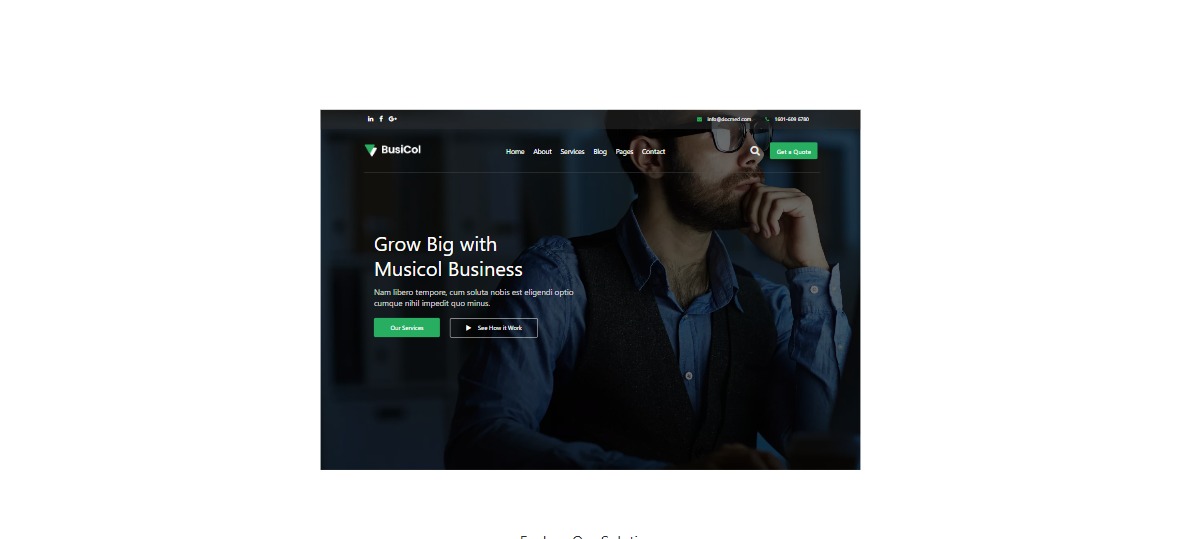 info@docmed.com 1601-609 6780
BusiCol Home About Services Blog Pages Contact Get a Quote
Grow Big with
Musicol Business
Nam libero tempore, cum soluta nobis est eligendi optio
cumque nihil impedit quo minus.
Our Services See How it Work